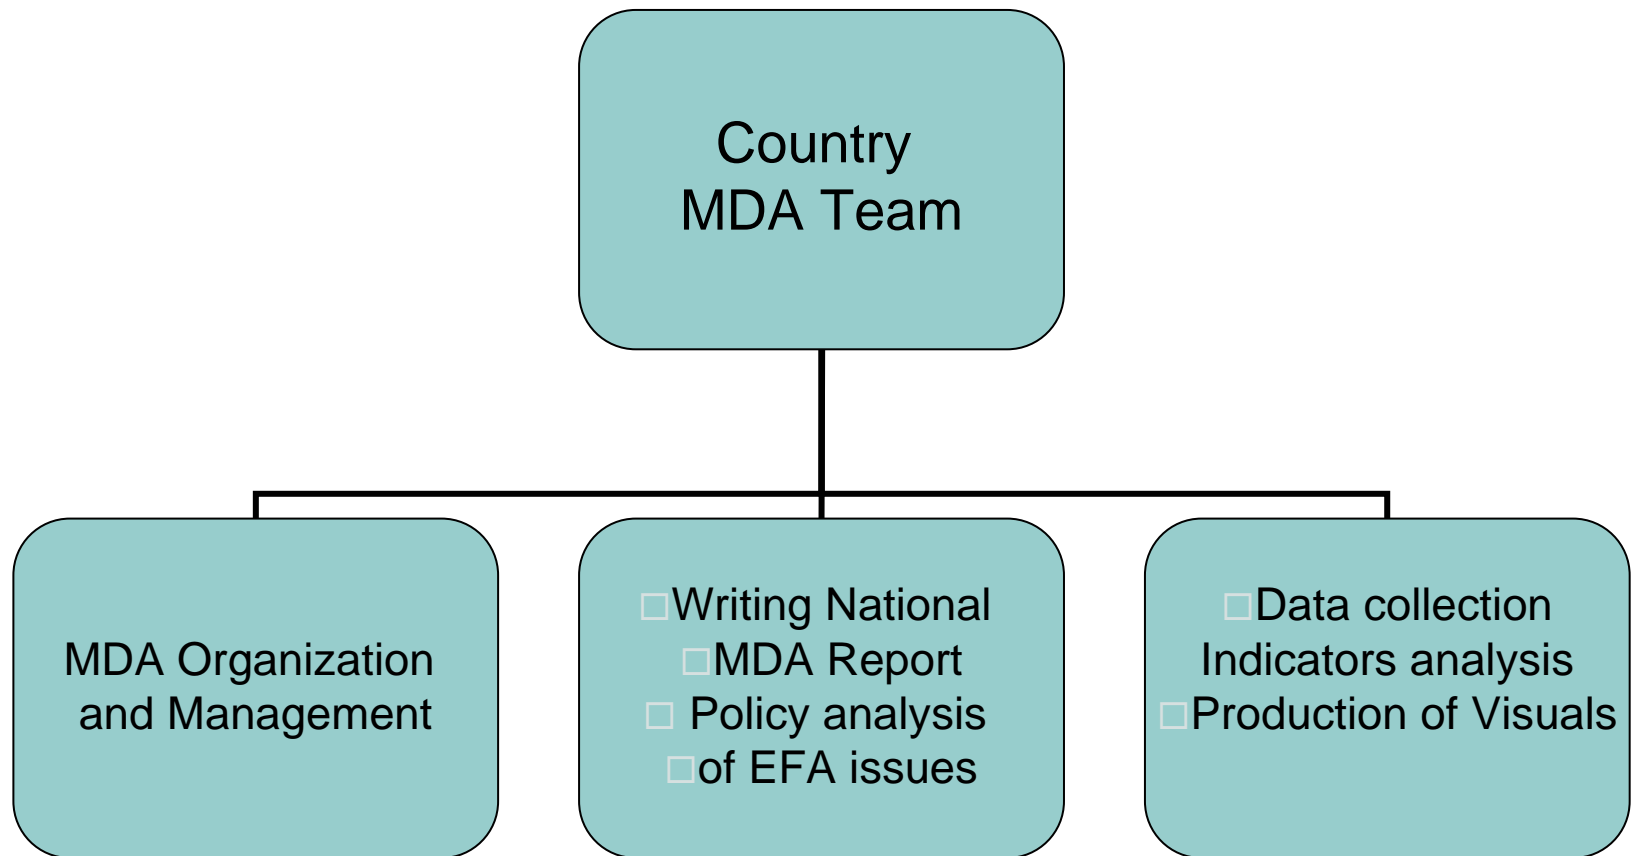 Country
MDA Team
MDA Organization
and Management
□Writing National
□MDA Report
□ Policy analysis
□of EFA issues
□Data collection
Indicators analysis
□Production of Visuals